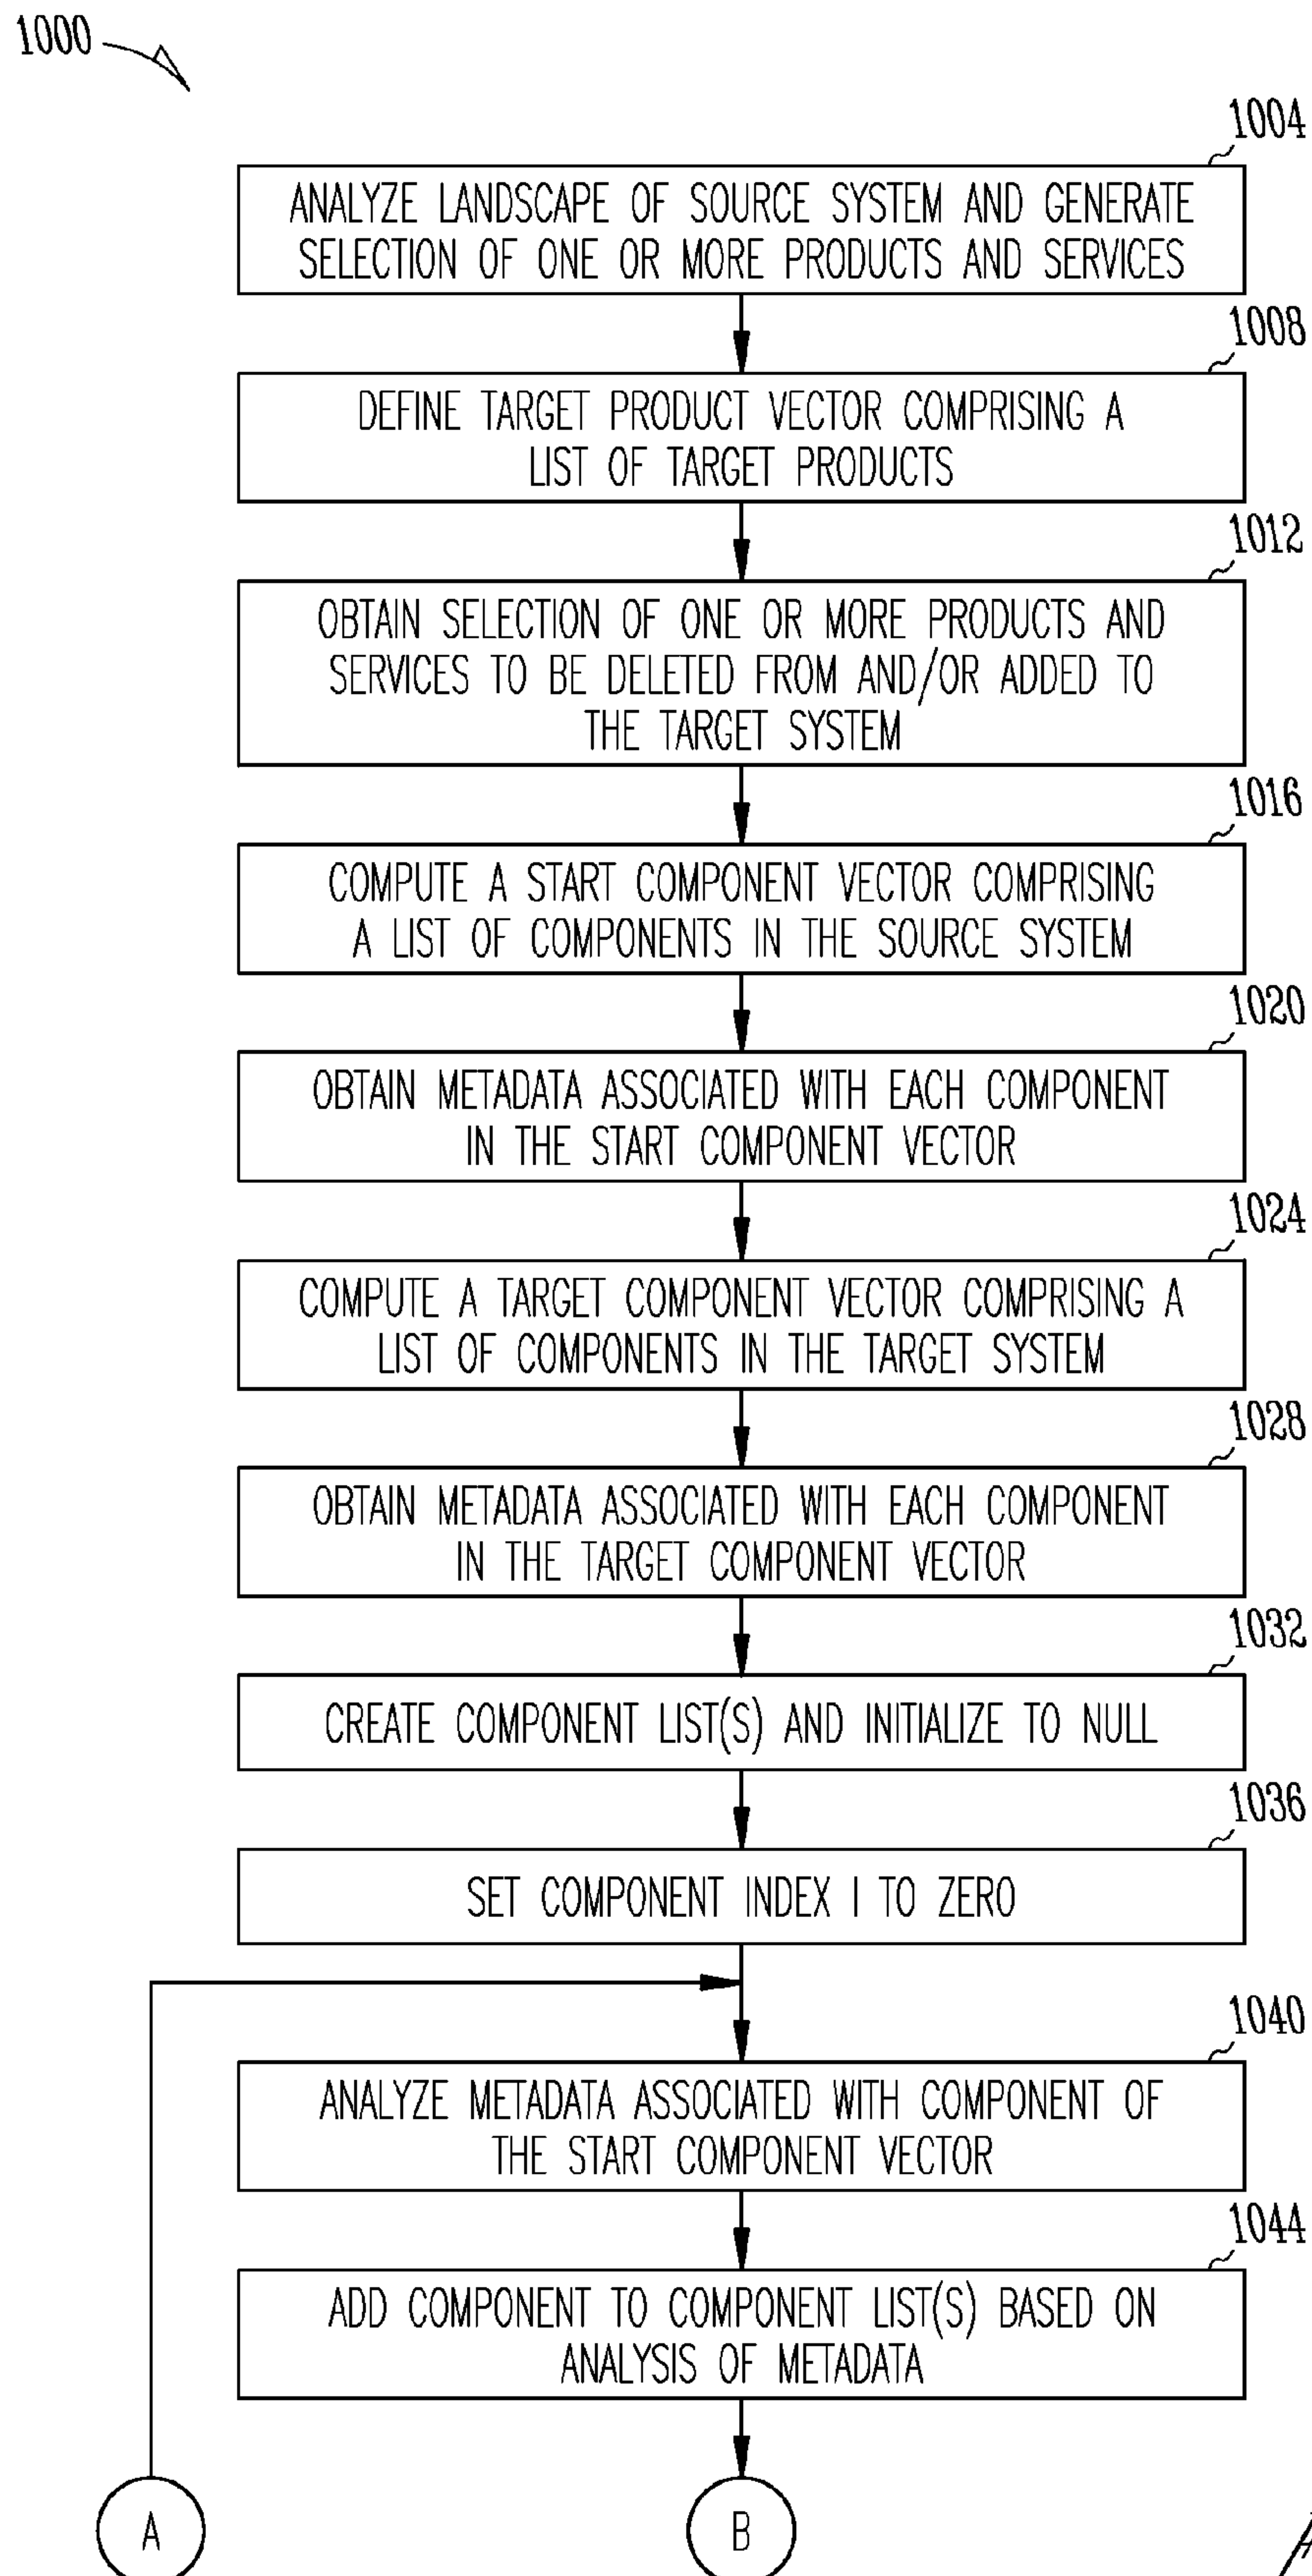 1000
1004
ANALYZE LANDSCAPE OF SOURCE SYSTEM AND GENERATE
SELECTION OF ONE OR MORE PRODUCTS AND SERVICES
1008
DEFINE TARGET PRODUCT VECTOR COMPRISING A
LIST OF TARGET PRODUCTS
1012
OBTAIN SELECTION OF ONE OR MORE PRODUCTS AND
SERVICES TO BE DELETED FROM AND/OR ADDED TO
THE TARGET SYSTEM
1016
COMPUTE A START COMPONENT VECTOR COMPRISING
A LIST OF COMPONENTS IN THE SOURCE SYSTEM
1020
OBTAIN METADATA ASSOCIATED WITH EACH COMPONENT
IN THE START COMPONENT VECTOR
1024
COMPUTE A TARGET COMPONENT VECTOR COMPRISING A
LIST OF COMPONENTS IN THE TARGET SYSTEM
1028
OBTAIN METADATA ASSOCIATED WITH EACH COMPONENT
IN THE TARGET COMPONENT VECTOR
1032
CREATE COMPONENT LIST(S) AND INITIALIZE TO NULL
1036
SET COMPONENT INDEX I TO ZERO
1040
ANALYZE METADATA ASSOCIATED WITH COMPONENT OF
THE START COMPONENT VECTOR
1044
ADD COMPONENT TO COMPONENT LIST(S) BASED ON
ANALYSIS OF METADATA
A
B